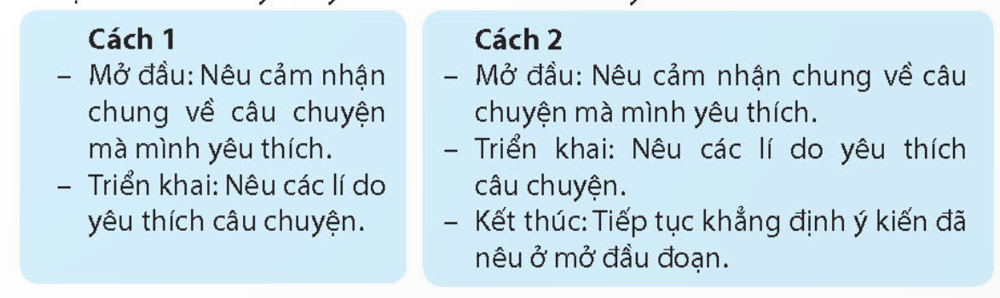 Cách 1
– Mở đầu: Nêu cảm nhận
chung về câu chuyện
mà mình yêu thích.
– Triển khai: Nêu các lí do
yêu thích câu chuyện.
Cách 2
– Mở đầu: Nêu cảm nhận chung về câu
chuyện mà mình yêu thích.
– Triển khai: Nêu các lí do yêu thích
câu chuyện.
– Kết thúc: Tiếp tục khẳng định ý kiến đã
nêu ở mở đầu đoạn.